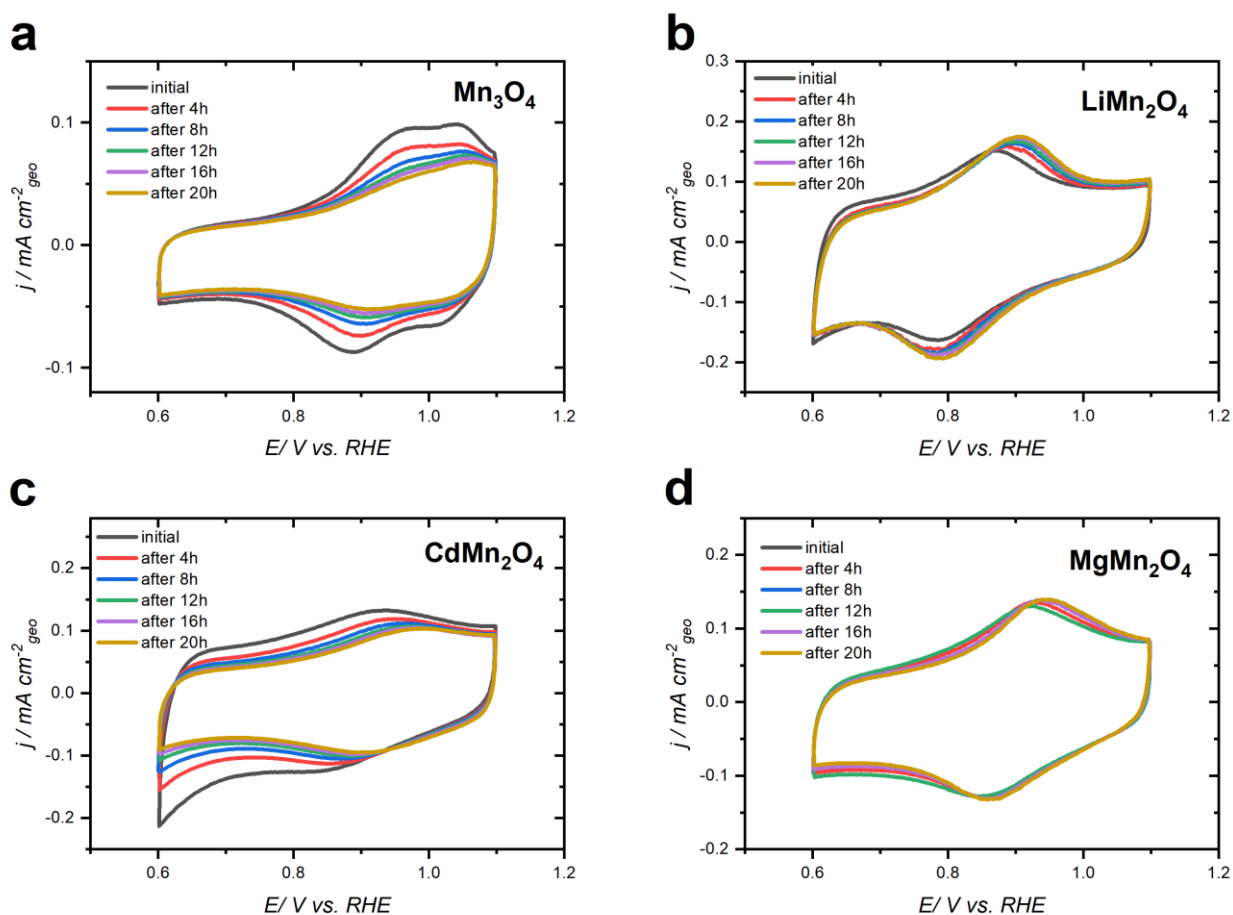 a
0.1
0.0
-0.1
j / mA cm⁻²geo
initial
after 4h
after 8h
after 12h
after 16h
after 20h
Mn₃O₄
0.6 0.8 1.0 1.2
E/ V vs. RHE
b
0.3
0.2
0.1
0.0
-0.1
-0.2
j / mA cm⁻²geo
initial
after 4h
after 8h
after 12h
after 16h
after 20h
LiMn₂O₄
0.6 0.8 1.0 1.2
E/ V vs. RHE
c
0.2
0.1
0.0
-0.1
-0.2
j / mA cm⁻²geo
initial
after 4h
after 8h
after 12h
after 16h
after 20h
CdMn₂O₄
0.6 0.8 1.0 1.2
E/ V vs. RHE
d
0.2
0.1
0.0
-0.1
-0.2
j / mA cm⁻²geo
initial
after 4h
after 8h
after 12h
after 16h
after 20h
MgMn₂O₄
0.6 0.8 1.0 1.2
E/ V vs. RHE